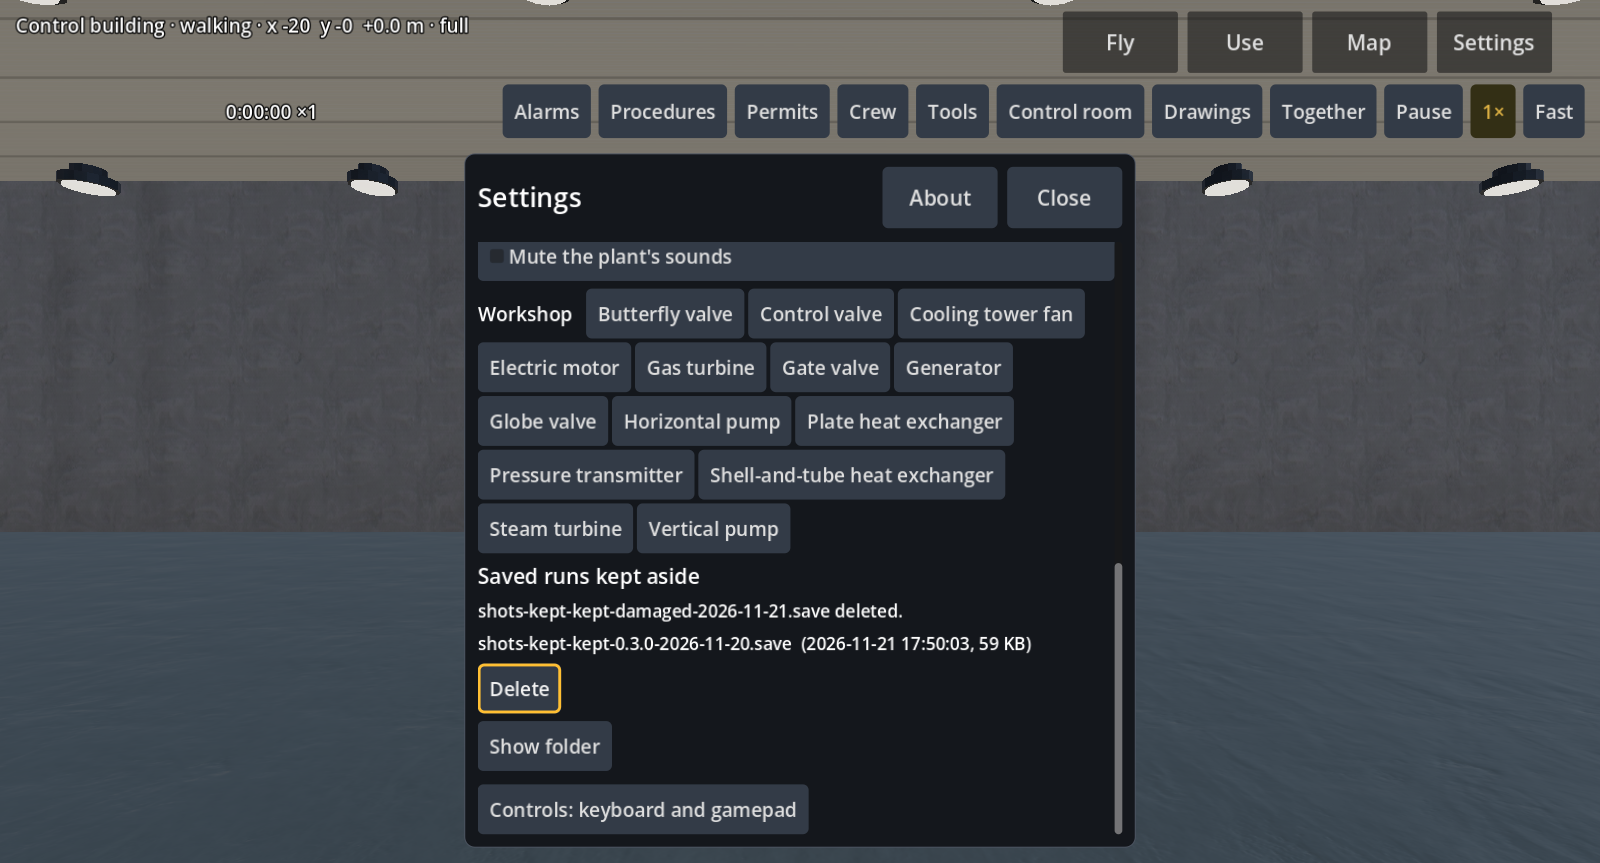 Control building · walking · x -20 y -0 +0.0 m · full
Fly Use Map Settings
0:00:00 ×1
Alarms Procedures Permits Crew Tools Control room Drawings Together Pause 1× Fast
Settings About Close
Mute the plant's sounds
Workshop Butterfly valve Control valve Cooling tower fan
Electric motor Gas turbine Gate valve Generator
Globe valve Horizontal pump Plate heat exchanger
Pressure transmitter Shell-and-tube heat exchanger
Steam turbine Vertical pump
Saved runs kept aside
shots-kept-kept-damaged-2026-11-21.save deleted.
shots-kept-kept-0.3.0-2026-11-20.save (2026-11-21 17:50:03, 59 KB)
Delete
Show folder
Controls: keyboard and gamepad